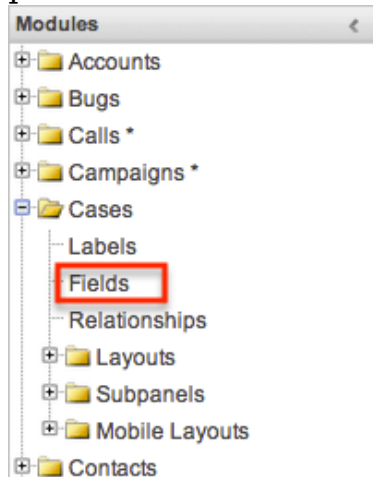 Modules
Accounts
Bugs
Calls *
Campaigns *
Cases
Labels
Fields
Relationships
Layouts
Subpanels
Mobile Layouts
Contacts